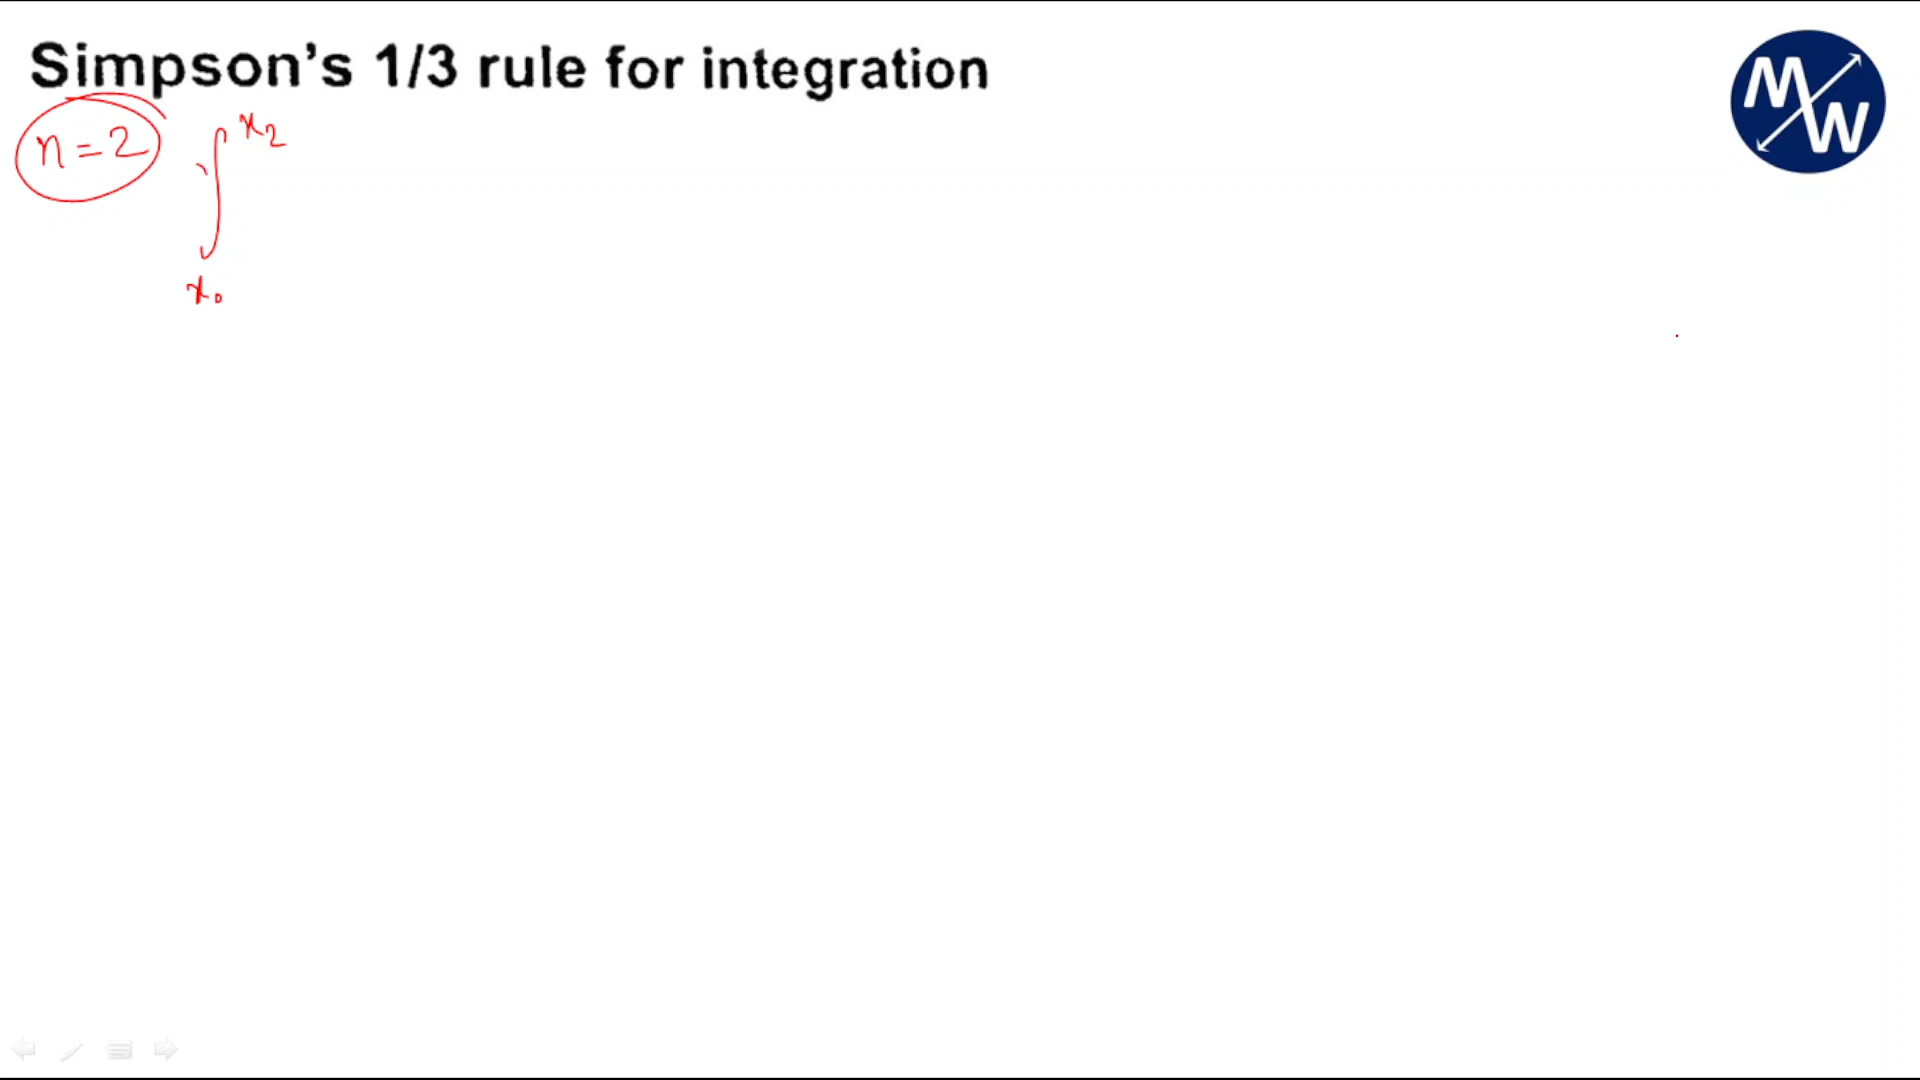 Simpson's 1/3 rule for integration
MW
n=2 ∫ x₂
x₀